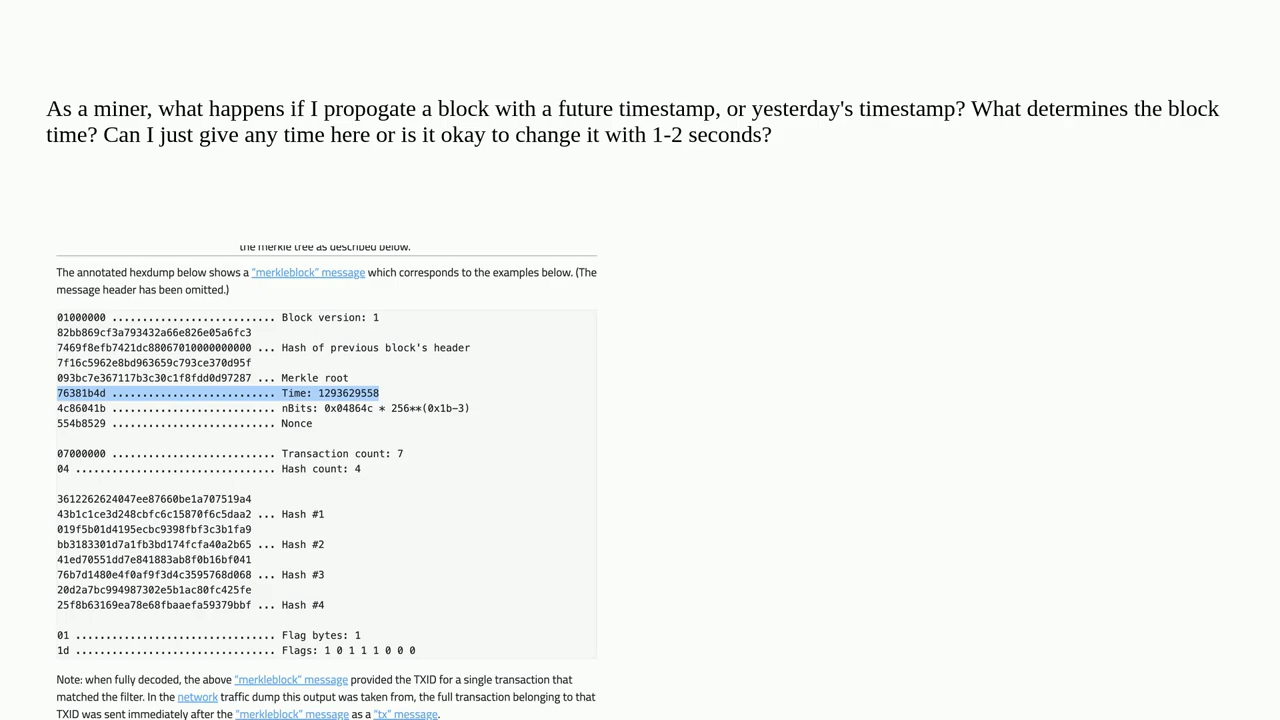 As a miner, what happens if I propogate a block with a future timestamp, or yesterday's timestamp? What determines the block
time? Can I just give any time here or is it okay to change it with 1-2 seconds?
the merkle tree as described below.
The annotated hexdump below shows a “merkleblock” message which corresponds to the examples below. (The
message header has been omitted.)
01000000 ........................... Block version: 1
82bb869cf3a793432a66e826e05a6fc3
7469f8efb7421dc88067010000000000 ... Hash of previous block's header
7f16c5962e8bd963659c793ce370d95f
093bc7e367117b3c30c1f8fdd0d97287 ... Merkle root
76381b4d ........................... Time: 1293629558
4c86041b ........................... nBits: 0x04864c * 256**(0x1b-3)
554b8529 ........................... Nonce
07000000 ........................... Transaction count: 7
04 ................................. Hash count: 4
3612262624047ee87660be1a707519a4
43b1c1ce3d248cbfc6c15870f6c5daa2 ... Hash #1
019f5b01d4195ecbc9398fbf3c3b1fa9
bb3183301d7a1fb3bd174fcfa40a2b65 ... Hash #2
41ed70551dd7e841883ab8f0b16bf041
76b7d1480e4f0af9f3d4c3595768d068 ... Hash #3
20d2a7bc994987302e5b1ac80fc425fe
25f8b63169ea78e68fbaaefa59379bbf ... Hash #4
01 ................................. Flag bytes: 1
1d ................................. Flags: 1 0 1 1 1 0 0 0
Note: when fully decoded, the above “merkleblock” message provided the TXID for a single transaction that
matched the filter. In the network traffic dump this output was taken from, the full transaction belonging to that
TXID was sent immediately after the “merkleblock” message as a “tx” message.